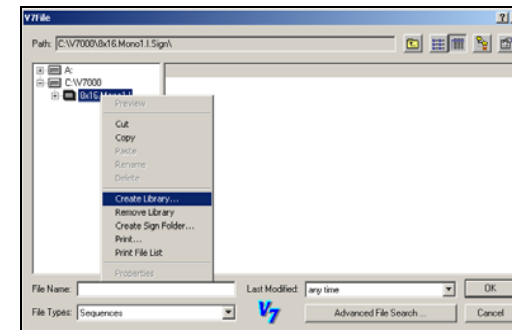 V7File
Path: C:\V7000\8x16.Mono1.I.Sign\
A:
C:\V7000
8x16.Mono1.I
Preview
Cut
Copy
Paste
Rename
Delete
Create Library...
Remove Library
Create Sign Folder...
Print...
Print File List
Properties
File Name:
Last Modified: any time
OK
File Types: Sequences
V7
Advanced File Search ...
Cancel